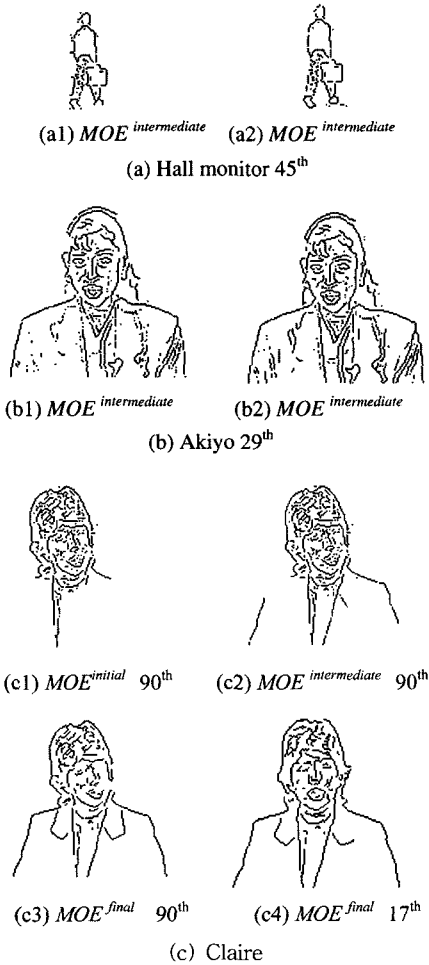 (a1) MOE intermediate (a2) MOE intermediate
(a) Hall monitor 45th
(b1) MOE intermediate (b2) MOE intermediate
(b) Akiyo 29th
(c1) MOE initial 90th (c2) MOE intermediate 90th
(c3) MOE final 90th (c4) MOE final 17th
(c) Claire